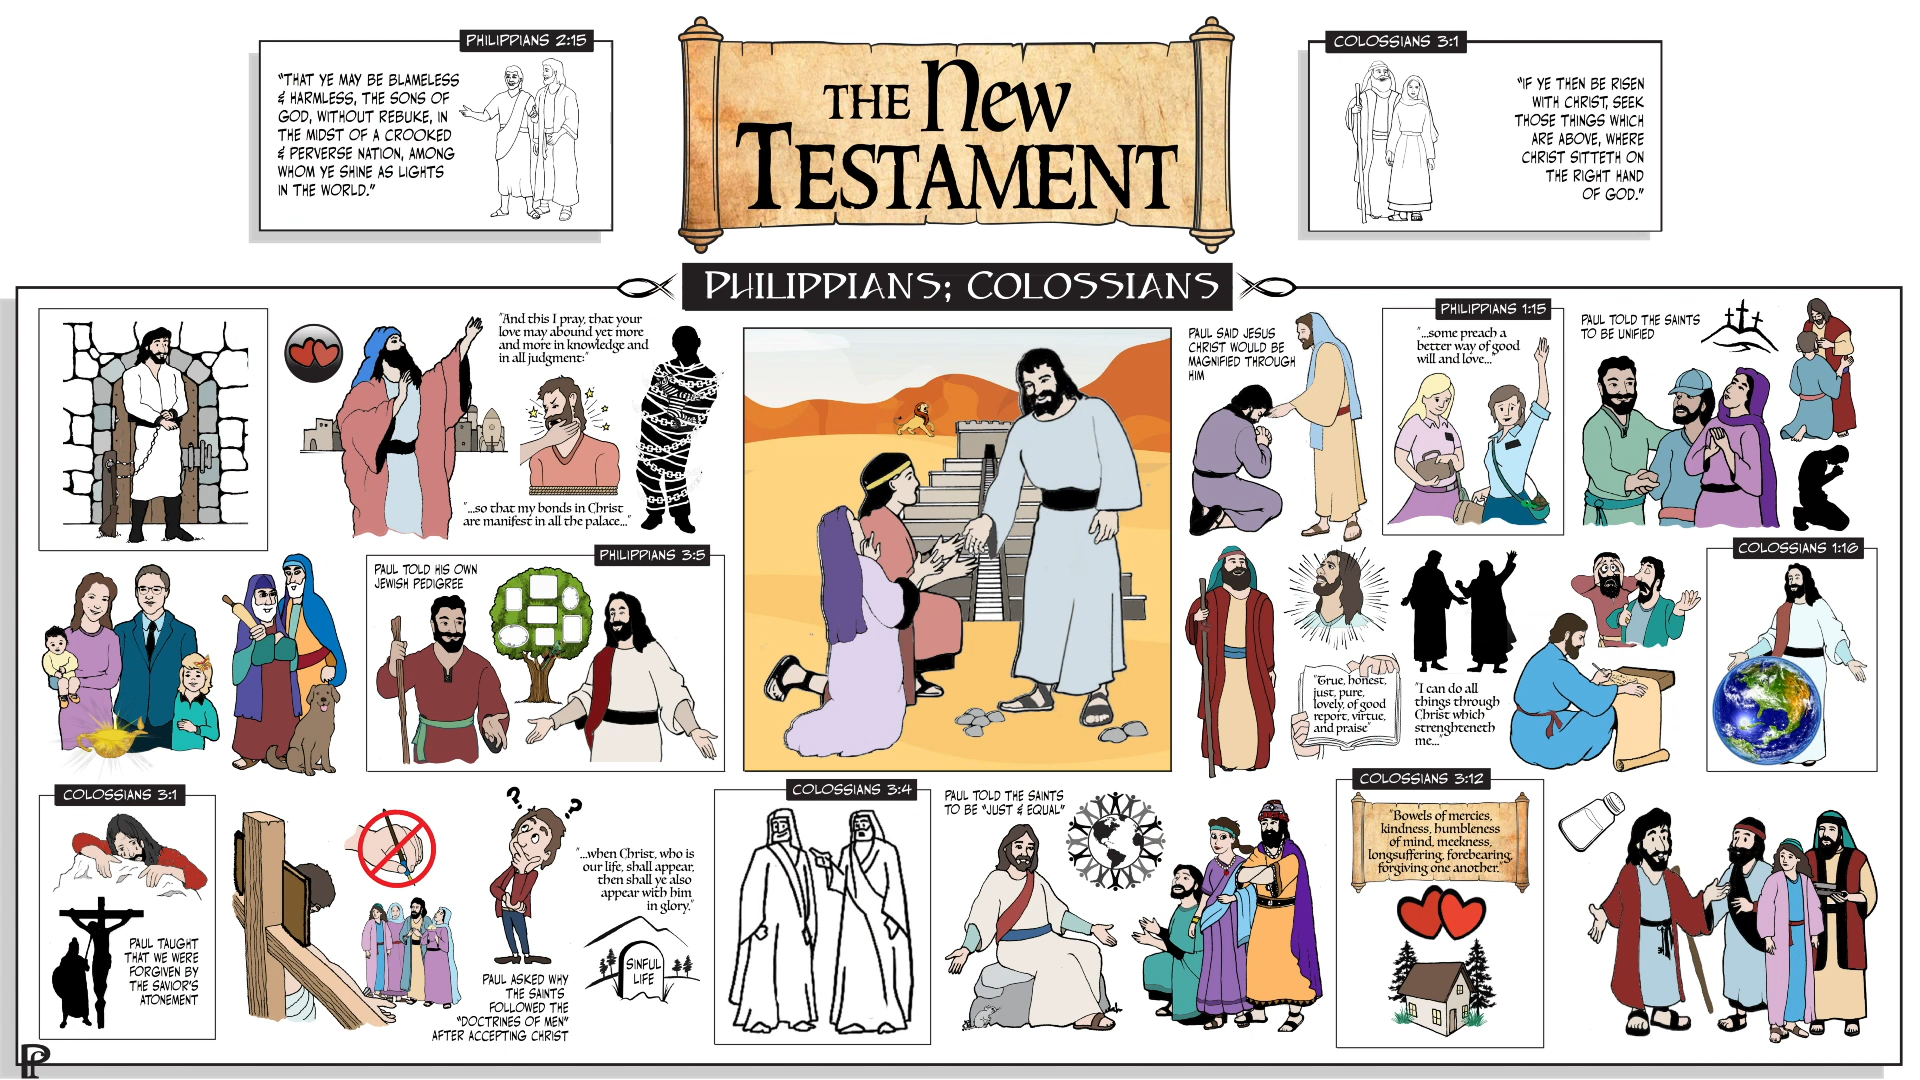 PHILIPPIANS 2:15
"THAT YE MAY BE BLAMELESS
& HARMLESS, THE SONS OF
GOD, WITHOUT REBUKE, IN
THE MIDST OF A CROOKED
& PERVERSE NATION, AMONG
WHOM YE SHINE AS LIGHTS
IN THE WORLD."
THE New
TESTAMENT
COLOSSIANS 3:1
"IF YE THEN BE RISEN
WITH CHRIST, SEEK
THOSE THINGS WHICH
ARE ABOVE, WHERE
CHRIST SITTETH ON
THE RIGHT HAND
OF GOD."
PHILIPPIANS; COLOSSIANS
"And this I pray, that your
love may abound yet more
and more in knowledge and
in all judgment;"
"...so that my bonds in Christ
are manifest in all the palace..."
PAUL SAID JESUS
CHRIST WOULD BE
MAGNIFIED THROUGH
HIM
PHILIPPIANS 1:15
"...some preach a
better way of good
will and love..."
PAUL TOLD THE SAINTS
TO BE UNIFIED
PHILIPPIANS 3:5
PAUL TOLD HIS OWN
JEWISH PEDIGREE
"True, honest,
just, pure,
lovely, of good
report, virtue,
and praise"
"I can do all
things through
Christ which
strenghteneth
me..."
COLOSSIANS 1:16
COLOSSIANS 3:1
PAUL TAUGHT
THAT WE WERE
FORGIVEN BY
THE SAVIOR'S
ATONEMENT
? ?
PAUL ASKED WHY
THE SAINTS
FOLLOWED THE
"DOCTRINES OF MEN"
AFTER ACCEPTING CHRIST
"...when Christ, who is
our life, shall appear,
then shall ye also
appear with him
in glory."
SINFUL
LIFE
COLOSSIANS 3:4
PAUL TOLD THE SAINTS
TO BE "JUST & EQUAL"
COLOSSIANS 3:12
"Bowels of mercies,
kindness, humbleness
of mind, meekness,
longsuffering, forebearing,
forgiving one another."